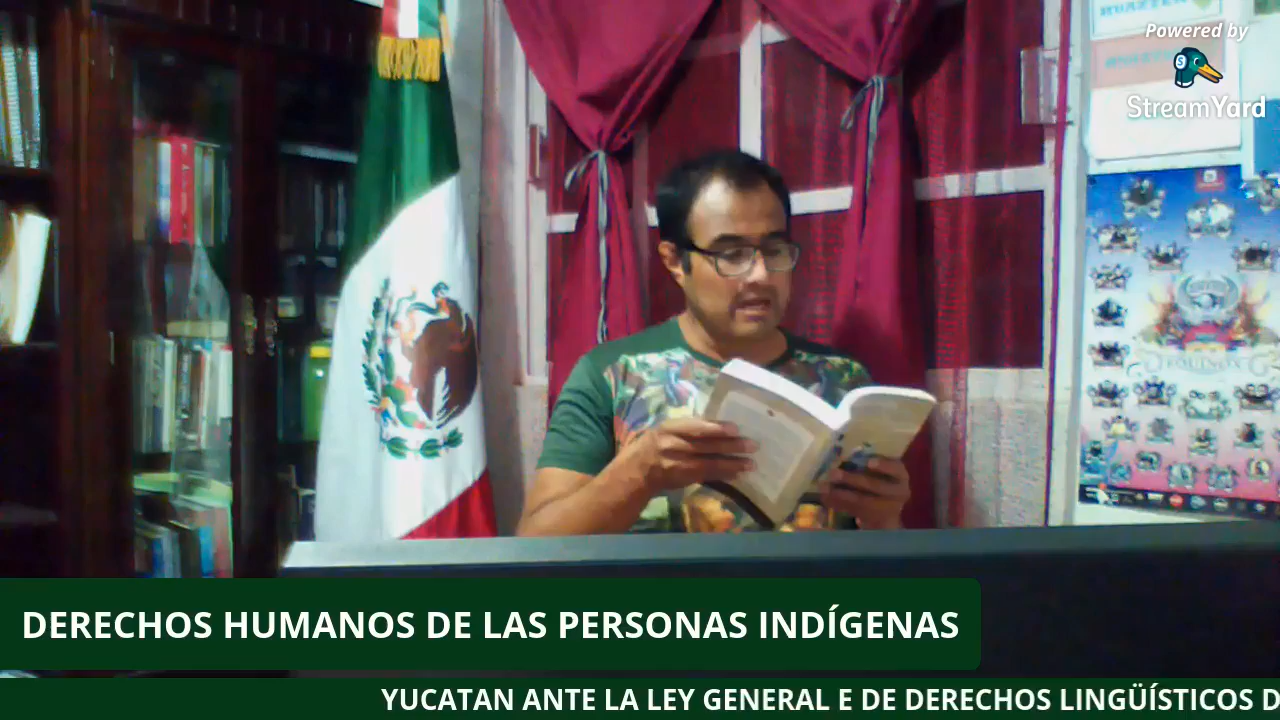 Powered by
StreamYard
DERECHOS HUMANOS DE LAS PERSONAS INDÍGENAS
YUCATAN ANTE LA LEY GENERAL E DE DERECHOS LINGÜÍSTICOS D